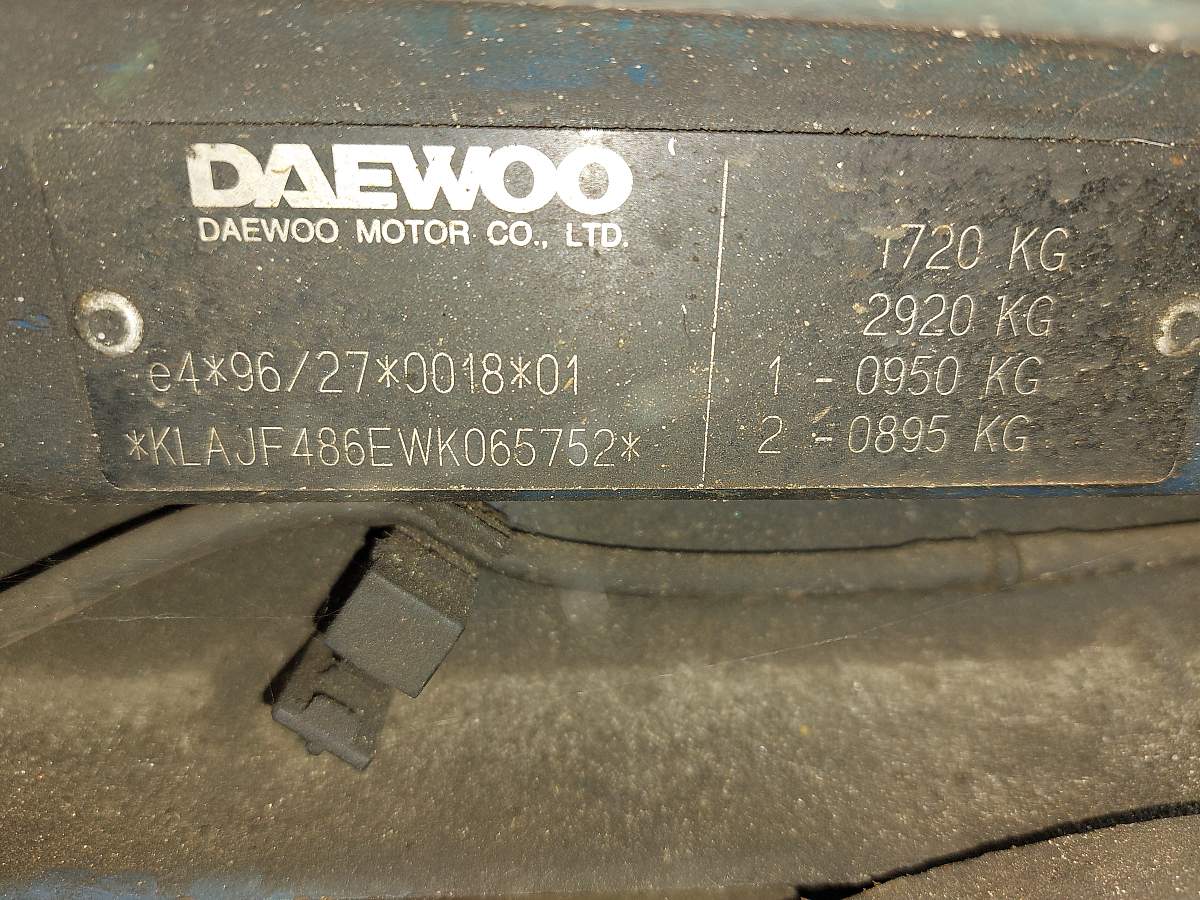 DAEWOO
DAEWOO MOTOR CO., LTD.
e4*96/27*0018*01
*KLAJF486EWK065752*
1720 KG
2920 KG
1 - 0950 KG
2 - 0895 KG